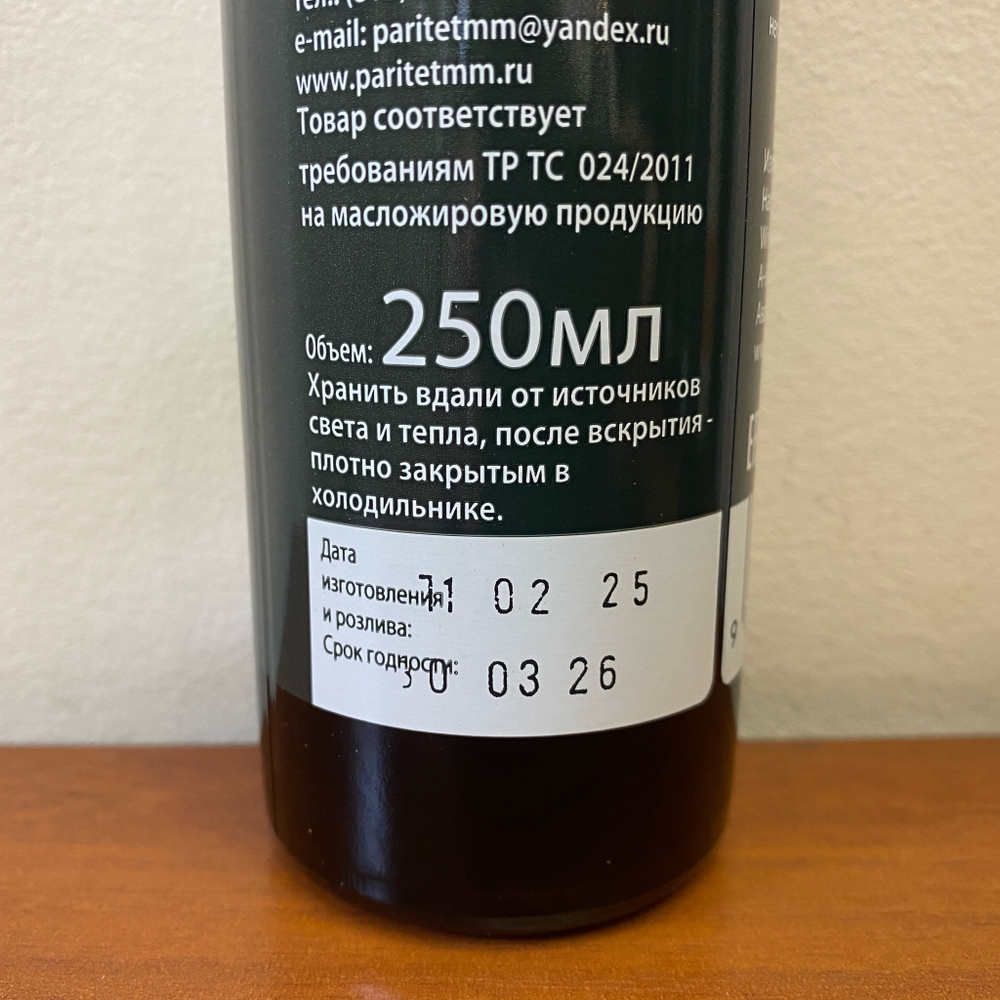 e-mail: paritetmm@yandex.ru
www.paritetmm.ru
Товар соответствует
требованиям ТР ТС 024/2011
на масложировую продукцию
Объем: 250мл
Хранить вдали от источников
света и тепла, после вскрытия -
плотно закрытым в
холодильнике.
Дата
изготовления
и розлива:
02 25
Срок годности:
03 26